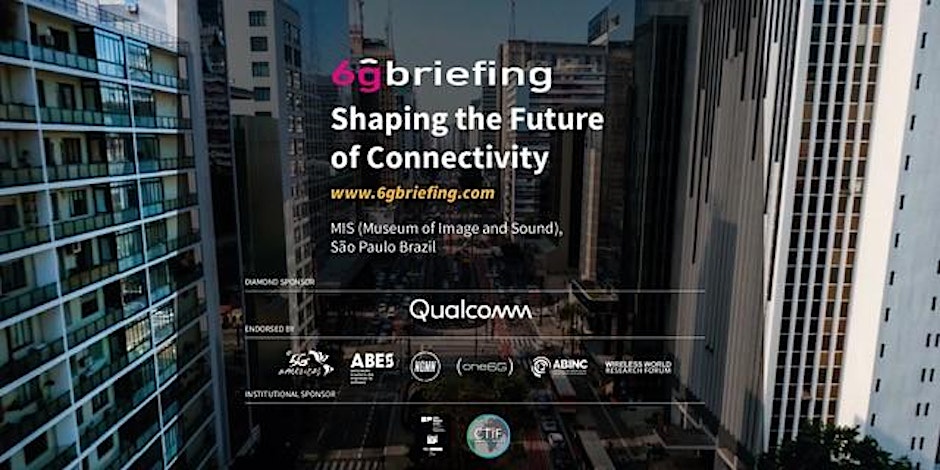 6gbriefing
Shaping the Future
of Connectivity
www.6gbriefing.com
MIS (Museum of Image and Sound),
São Paulo Brazil
DIAMOND SPONSOR
Qualcomm
ENDORSED BY
5G americas
ABES
NGMN
(one6G)
ABINC
WIRELESS WORLD
RESEARCH FORUM
INSTITUTIONAL SPONSOR
CTIF